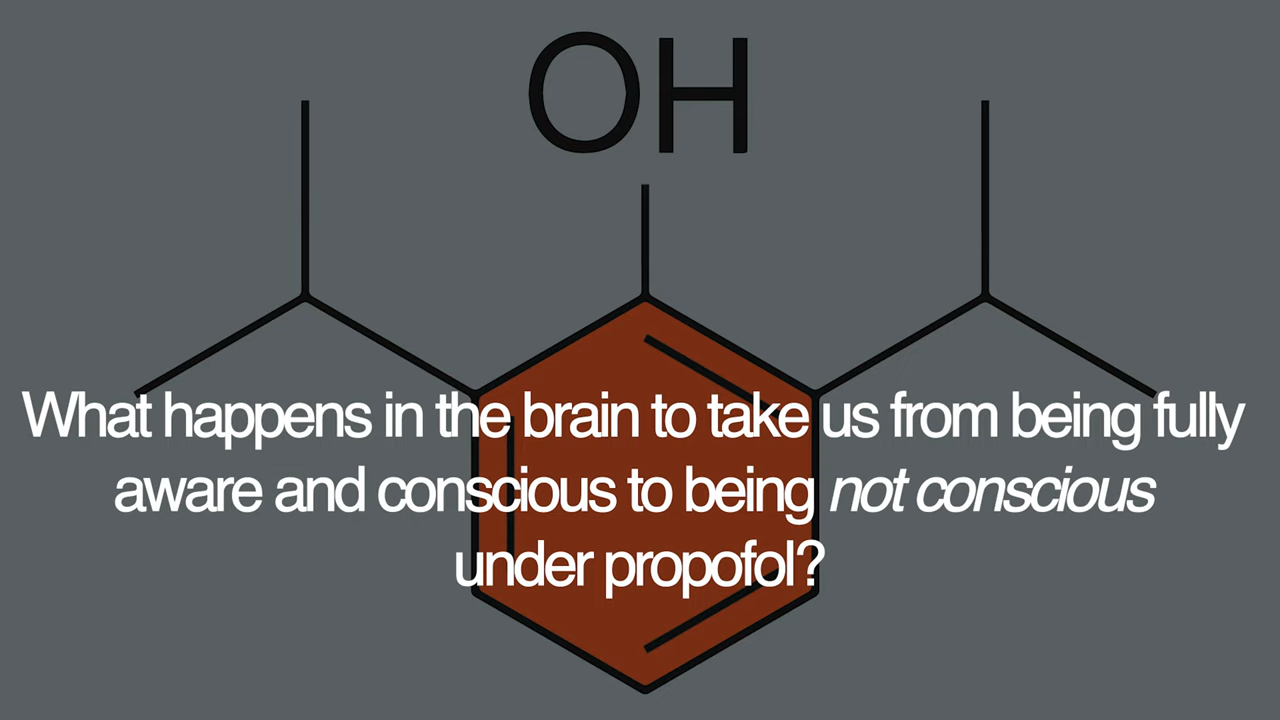 OH
What happens in the brain to take us from being fully
aware and conscious to being not conscious
under propofol?